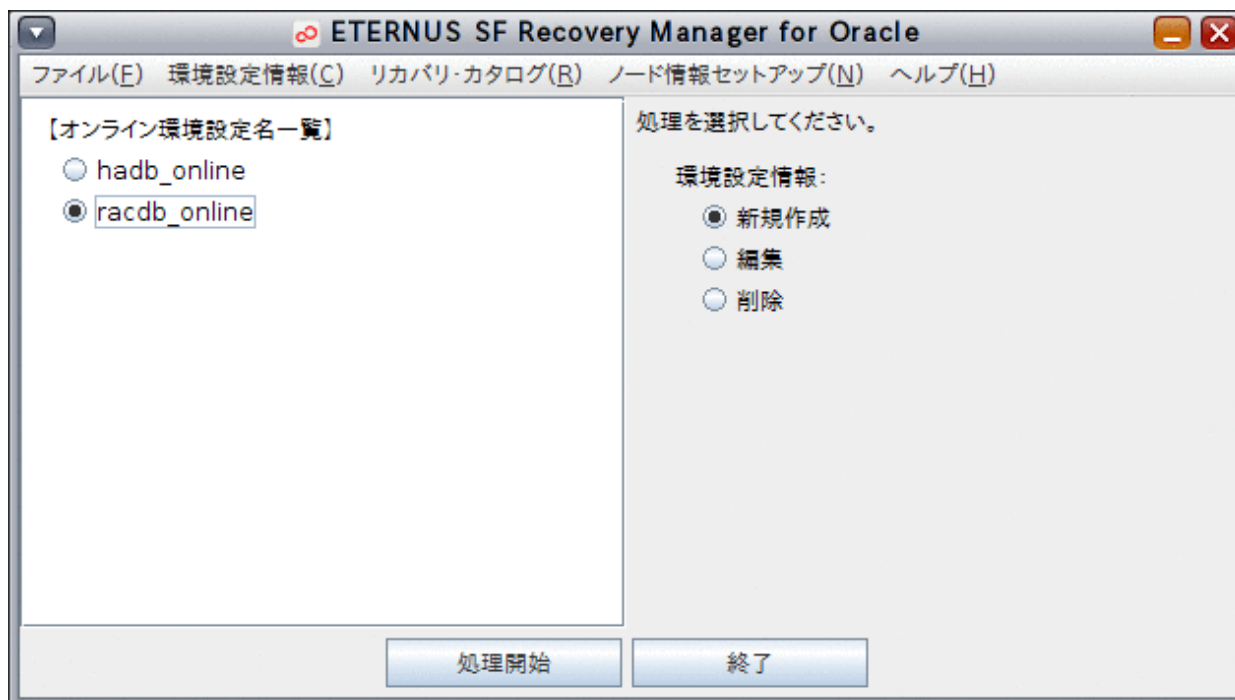 ETERNUS SF Recovery Manager for Oracle
ファイル(F) 環境設定情報(C) リカバリ・カタログ(R) ノード情報セットアップ(N) ヘルプ(H)
【オンライン環境設定名一覧】
hadb_online
racdb_online
処理を選択してください。
環境設定情報:
新規作成
編集
削除
処理開始
終了